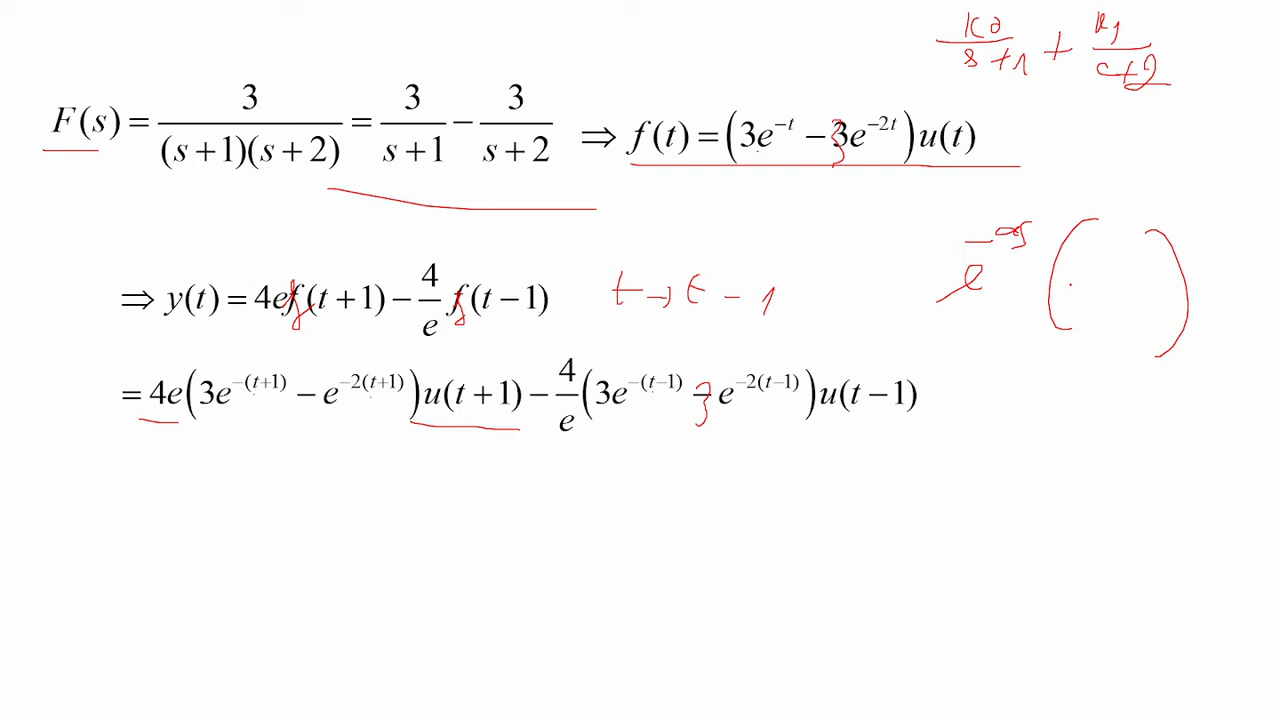 k0/s+1 + k1/s+2
F(s) = 3/((s+1)(s+2)) = 3/(s+1) − 3/(s+2) ⇒ f(t) = (3e^{−t} − 3e^{−2t})u(t)
e^{−as} ( )
⇒ y(t) = 4ef(t+1) − 4/e f(t−1) t → t − 1
= 4e(3e^{−(t+1)} − e^{−2(t+1)})u(t+1) − 4/e (3e^{−(t−1)} − 3 e^{−2(t−1)})u(t−1)